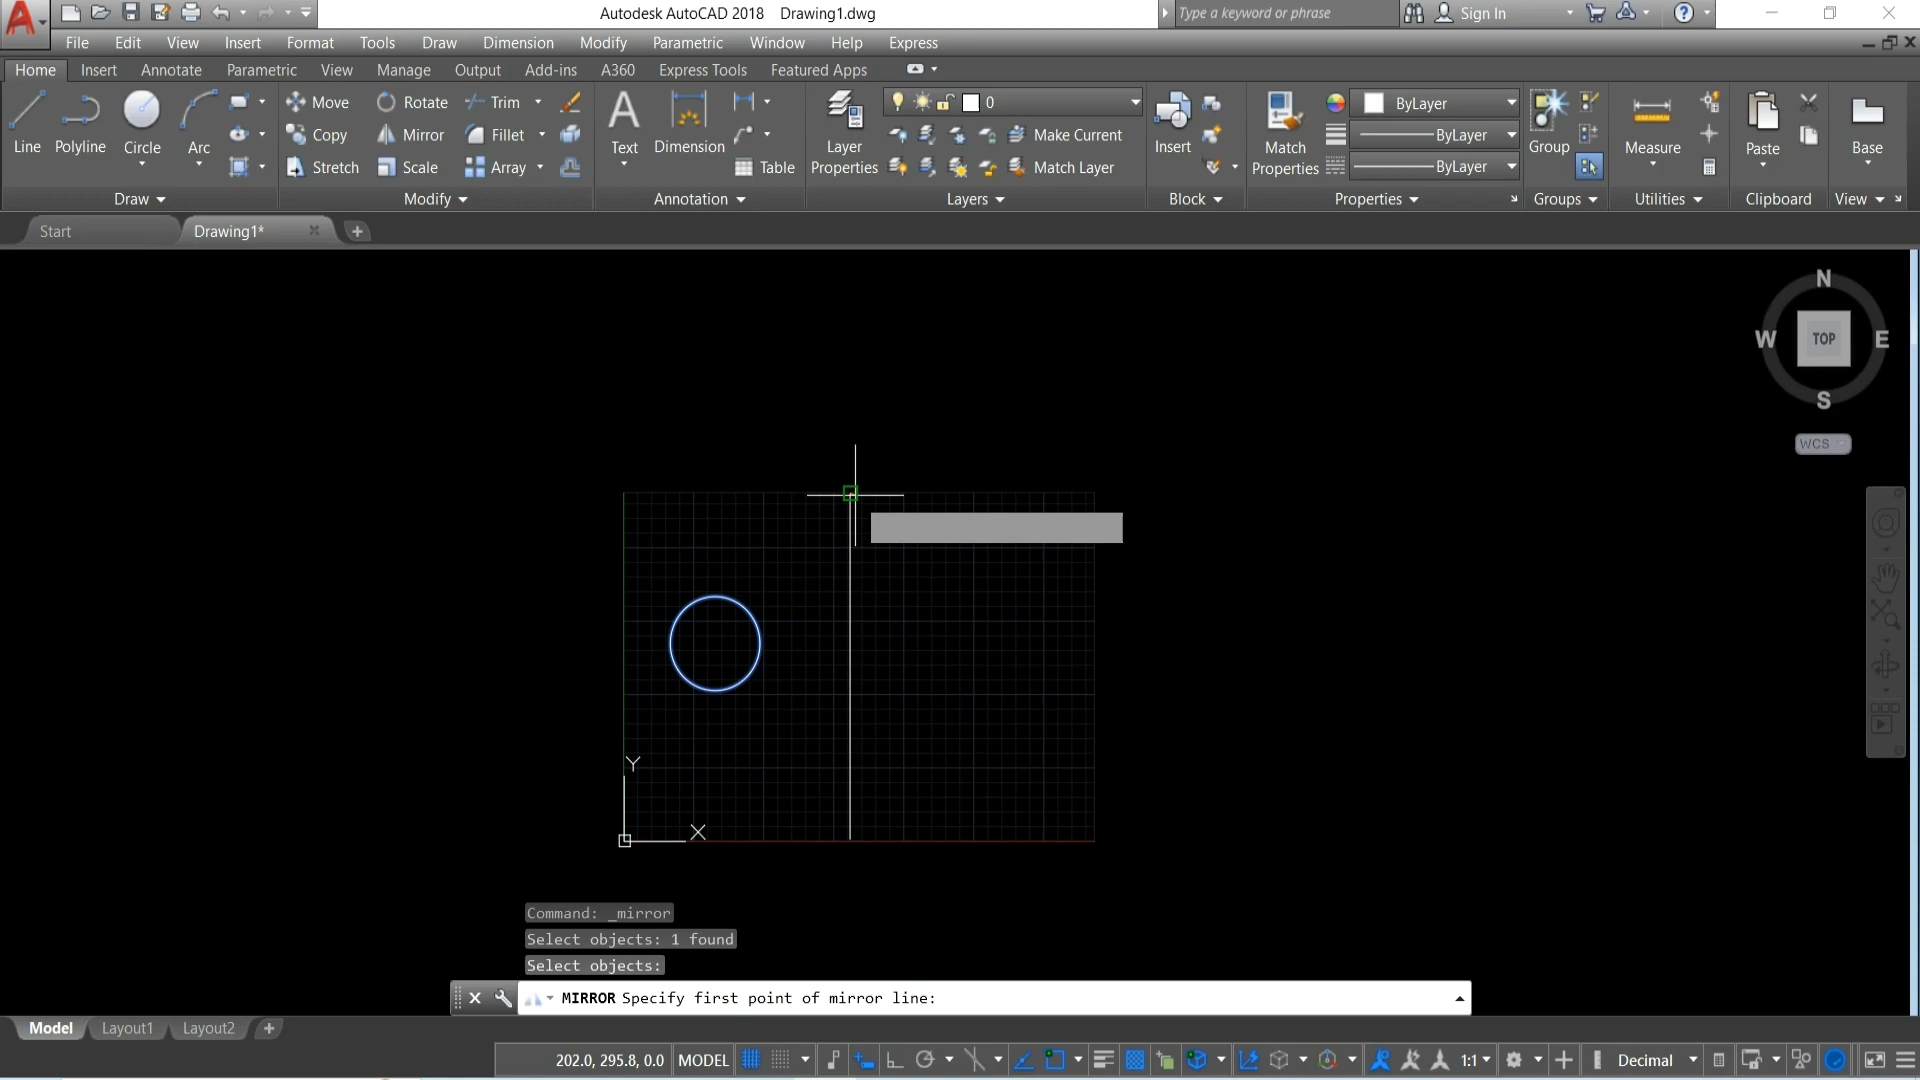 Autodesk AutoCAD 2018 Drawing1.dwg
Type a keyword or phrase
Sign In
File Edit View Insert Format Tools Draw Dimension Modify Parametric Window Help Express
Home Insert Annotate Parametric View Manage Output Add-ins A360 Express Tools Featured Apps
Line Polyline Circle Arc
Move Rotate Trim
Copy Mirror Fillet
Stretch Scale Array
Text Dimension
Table
Layer Properties
0
Make Current
Match Layer
Insert
Match Properties
ByLayer
ByLayer
ByLayer
Group
Measure
Paste
Base
Draw Modify Annotation Layers Block Properties Groups Utilities Clipboard View
Start Drawing1*
N
W TOP E
S
WCS
Y
X
Command: _mirror
Select objects: 1 found
Select objects:
MIRROR Specify first point of mirror line:
Model Layout1 Layout2
202.0, 295.8, 0.0 MODEL 1:1 Decimal